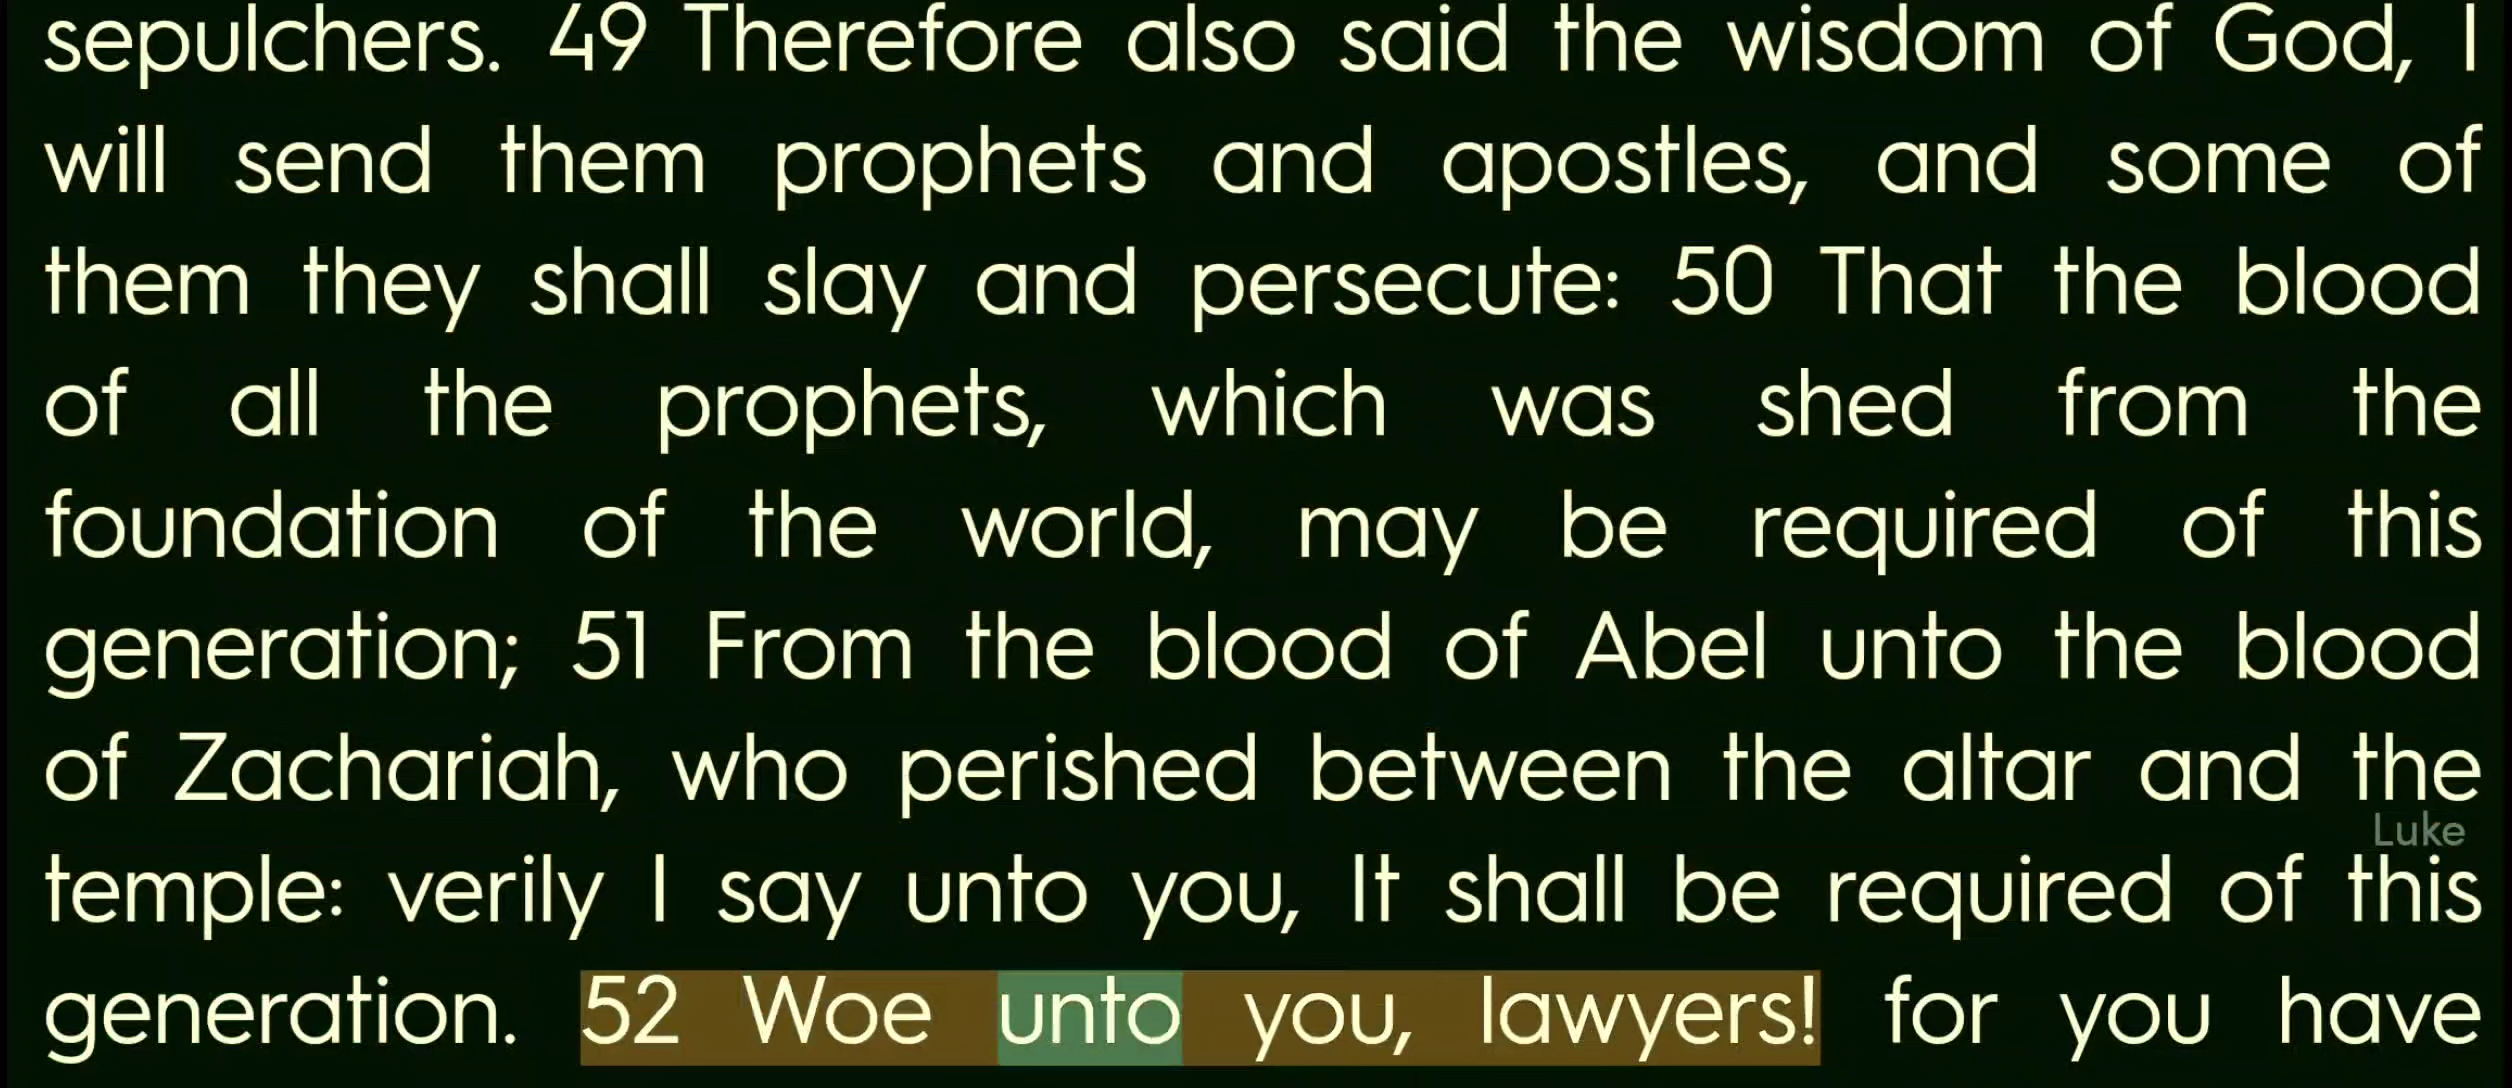 sepulchers. 49 Therefore also said the wisdom of God, I
will send them prophets and apostles, and some of
them they shall slay and persecute: 50 That the blood
of all the prophets, which was shed from the
foundation of the world, may be required of this
generation; 51 From the blood of Abel unto the blood
of Zachariah, who perished between the altar and the
Luke
temple: verily I say unto you, It shall be required of this
generation. 52 Woe unto you, lawyers! for you have